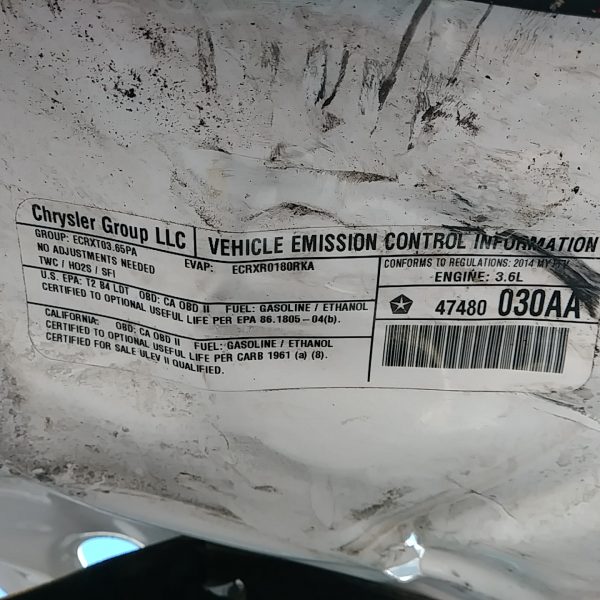 Chrysler Group LLC
VEHICLE EMISSION CONTROL INFORMATION
GROUP: ECRXT03.65PA
EVAP: ECRXR0180RKA
NO ADJUSTMENTS NEEDED
TWC / HO2S / SFI
CONFORMS TO REGULATIONS: 2014 MY
ENGINE: 3.6L
U.S. EPA: T2 B4 LDT OBD: CA OBD II FUEL: GASOLINE / ETHANOL
CERTIFIED TO OPTIONAL USEFUL LIFE PER EPA 86.1805-04(b).
47480 030AA
CALIFORNIA: OBD: CA OBD II FUEL: GASOLINE / ETHANOL
CERTIFIED TO OPTIONAL USEFUL LIFE PER CARB 1961 (a) (8).
CERTIFIED FOR SALE ULEV II QUALIFIED.